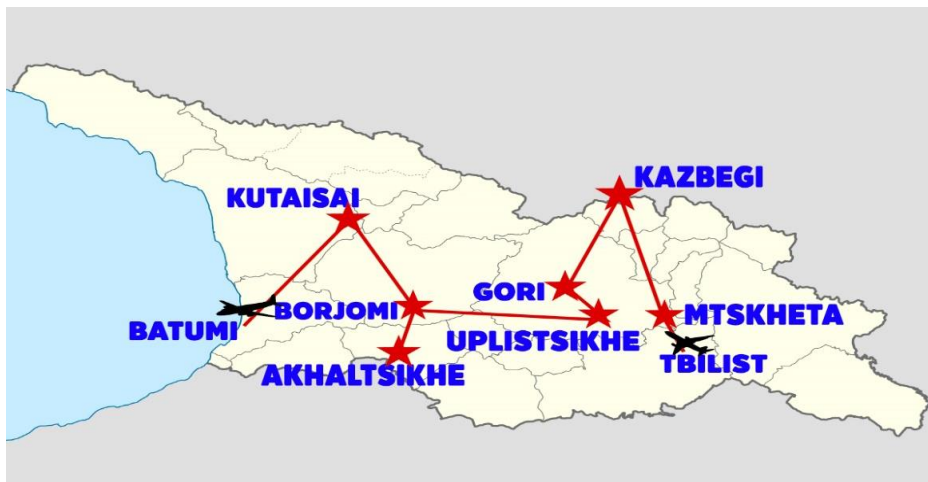 KAZBEGI
KUTAISAI
GORI
BORJOMI
MTSKHETA
BATUMI
UPLISTSIKHE
TBILIST
AKHALTSIKHE